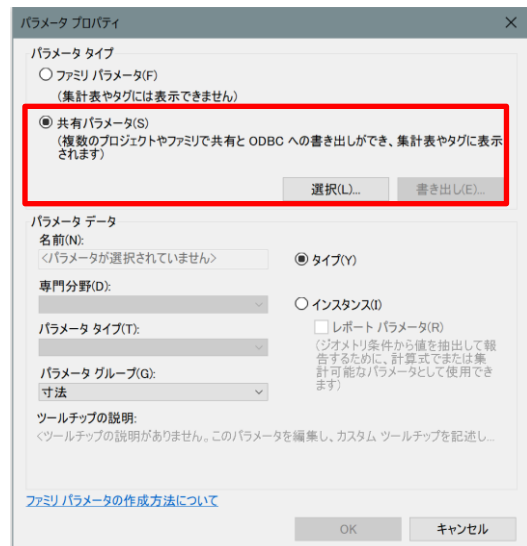 パラメータ プロパティ
パラメータ タイプ
ファミリ パラメータ(F)
(集計表やタグには表示できません)
共有パラメータ(S)
(複数のプロジェクトやファミリで共有と ODBC への書き出しができ、集計表やタグに表示
されます)
選択(L)...
書き出し(E)...
パラメータ データ
名前(N):
<パラメータが選択されていません>
タイプ(Y)
専門分野(D):
インスタンス(I)
レポート パラメータ(R)
パラメータ タイプ(T):
(ジオメトリ条件から値を抽出して報
告するために、計算式でまたは集
計可能なパラメータとして使用でき
ます)
パラメータ グループ(G):
寸法
ツールチップの説明:
<ツールチップの説明がありません。このパラメータを編集し、カスタム ツールチップを記述し...
ファミリ パラメータの作成方法について
OK
キャンセル